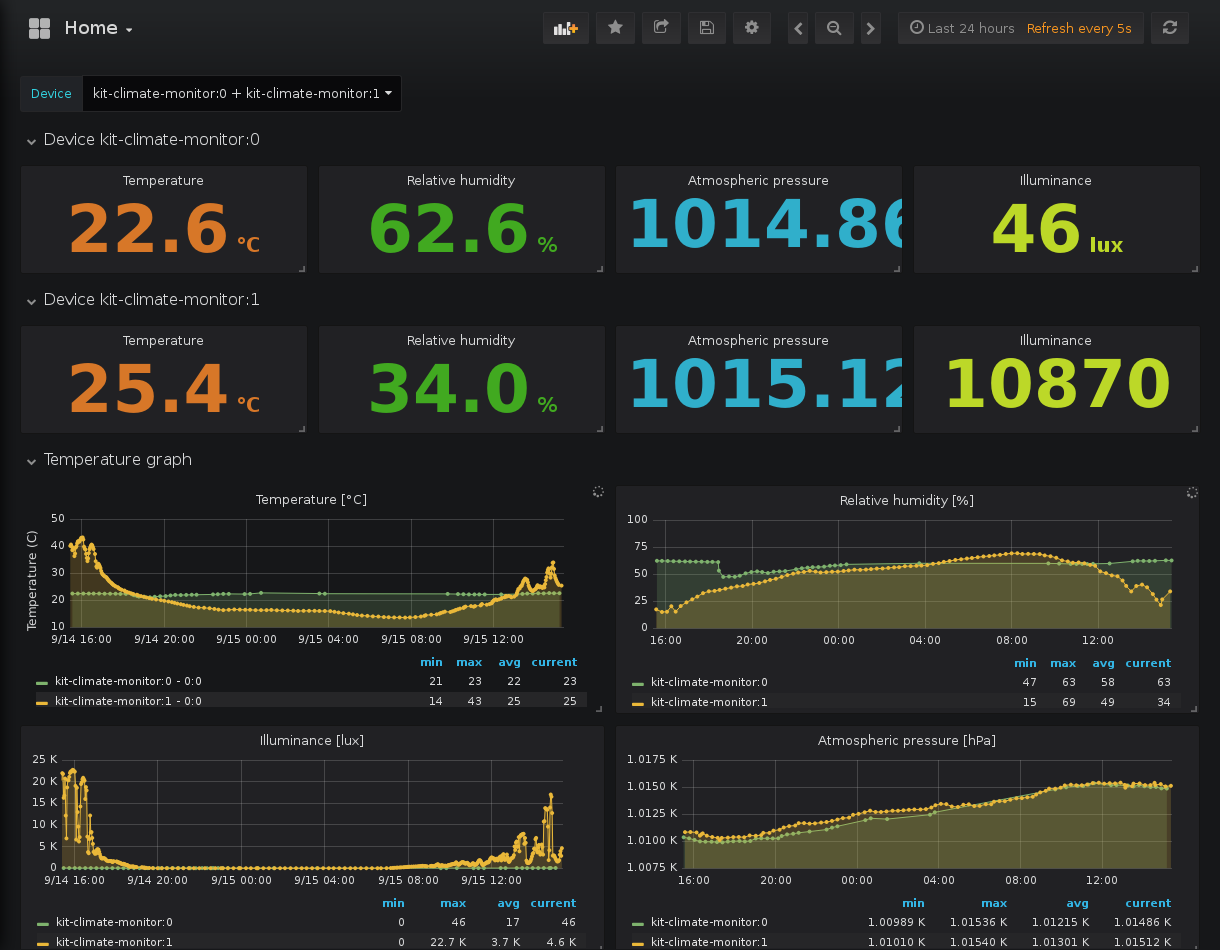 Home
Last 24 hours Refresh every 5s
Device kit-climate-monitor:0 + kit-climate-monitor:1
Device kit-climate-monitor:0
Temperature Relative humidity Atmospheric pressure Illuminance
22.6 °C 62.6 % 1014.86 46 lux
Device kit-climate-monitor:1
Temperature Relative humidity Atmospheric pressure Illuminance
25.4 °C 34.0 % 1015.12 10870
Temperature graph
Temperature [°C]
Temperature (C)
50
40
30
20
10
9/14 16:00 9/14 20:00 9/15 00:00 9/15 04:00 9/15 08:00 9/15 12:00
min max avg current
kit-climate-monitor:0 - 0:0 21 23 22 23
kit-climate-monitor:1 - 0:0 14 43 25 25
Relative humidity [%]
100
75
50
25
0
16:00 20:00 00:00 04:00 08:00 12:00
min max avg current
kit-climate-monitor:0 47 63 58 63
kit-climate-monitor:1 15 69 49 34
Illuminance [lux]
25 K
20 K
15 K
10 K
5 K
0
9/14 16:00 9/14 20:00 9/15 00:00 9/15 04:00 9/15 08:00 9/15 12:00
min max avg current
kit-climate-monitor:0 0 46 17 46
kit-climate-monitor:1 0 22.7 K 3.7 K 4.6 K
Atmospheric pressure [hPa]
1.0175 K
1.0150 K
1.0125 K
1.0100 K
1.0075 K
16:00 20:00 00:00 04:00 08:00 12:00
min max avg current
kit-climate-monitor:0 1.00989 K 1.01536 K 1.01215 K 1.01486 K
kit-climate-monitor:1 1.01010 K 1.01540 K 1.01301 K 1.01512 K